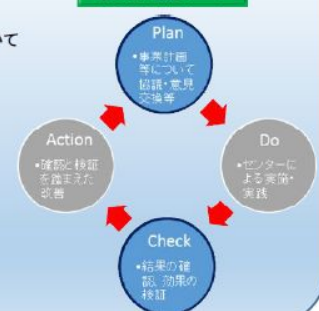 いて
Plan
•事業計画
等について
協議・意見
交換等
Action
•確認と検証
を踏まえた
改善
Do
•センターに
よる実施・
実践
Check
•結果の確
認、効果の
検証